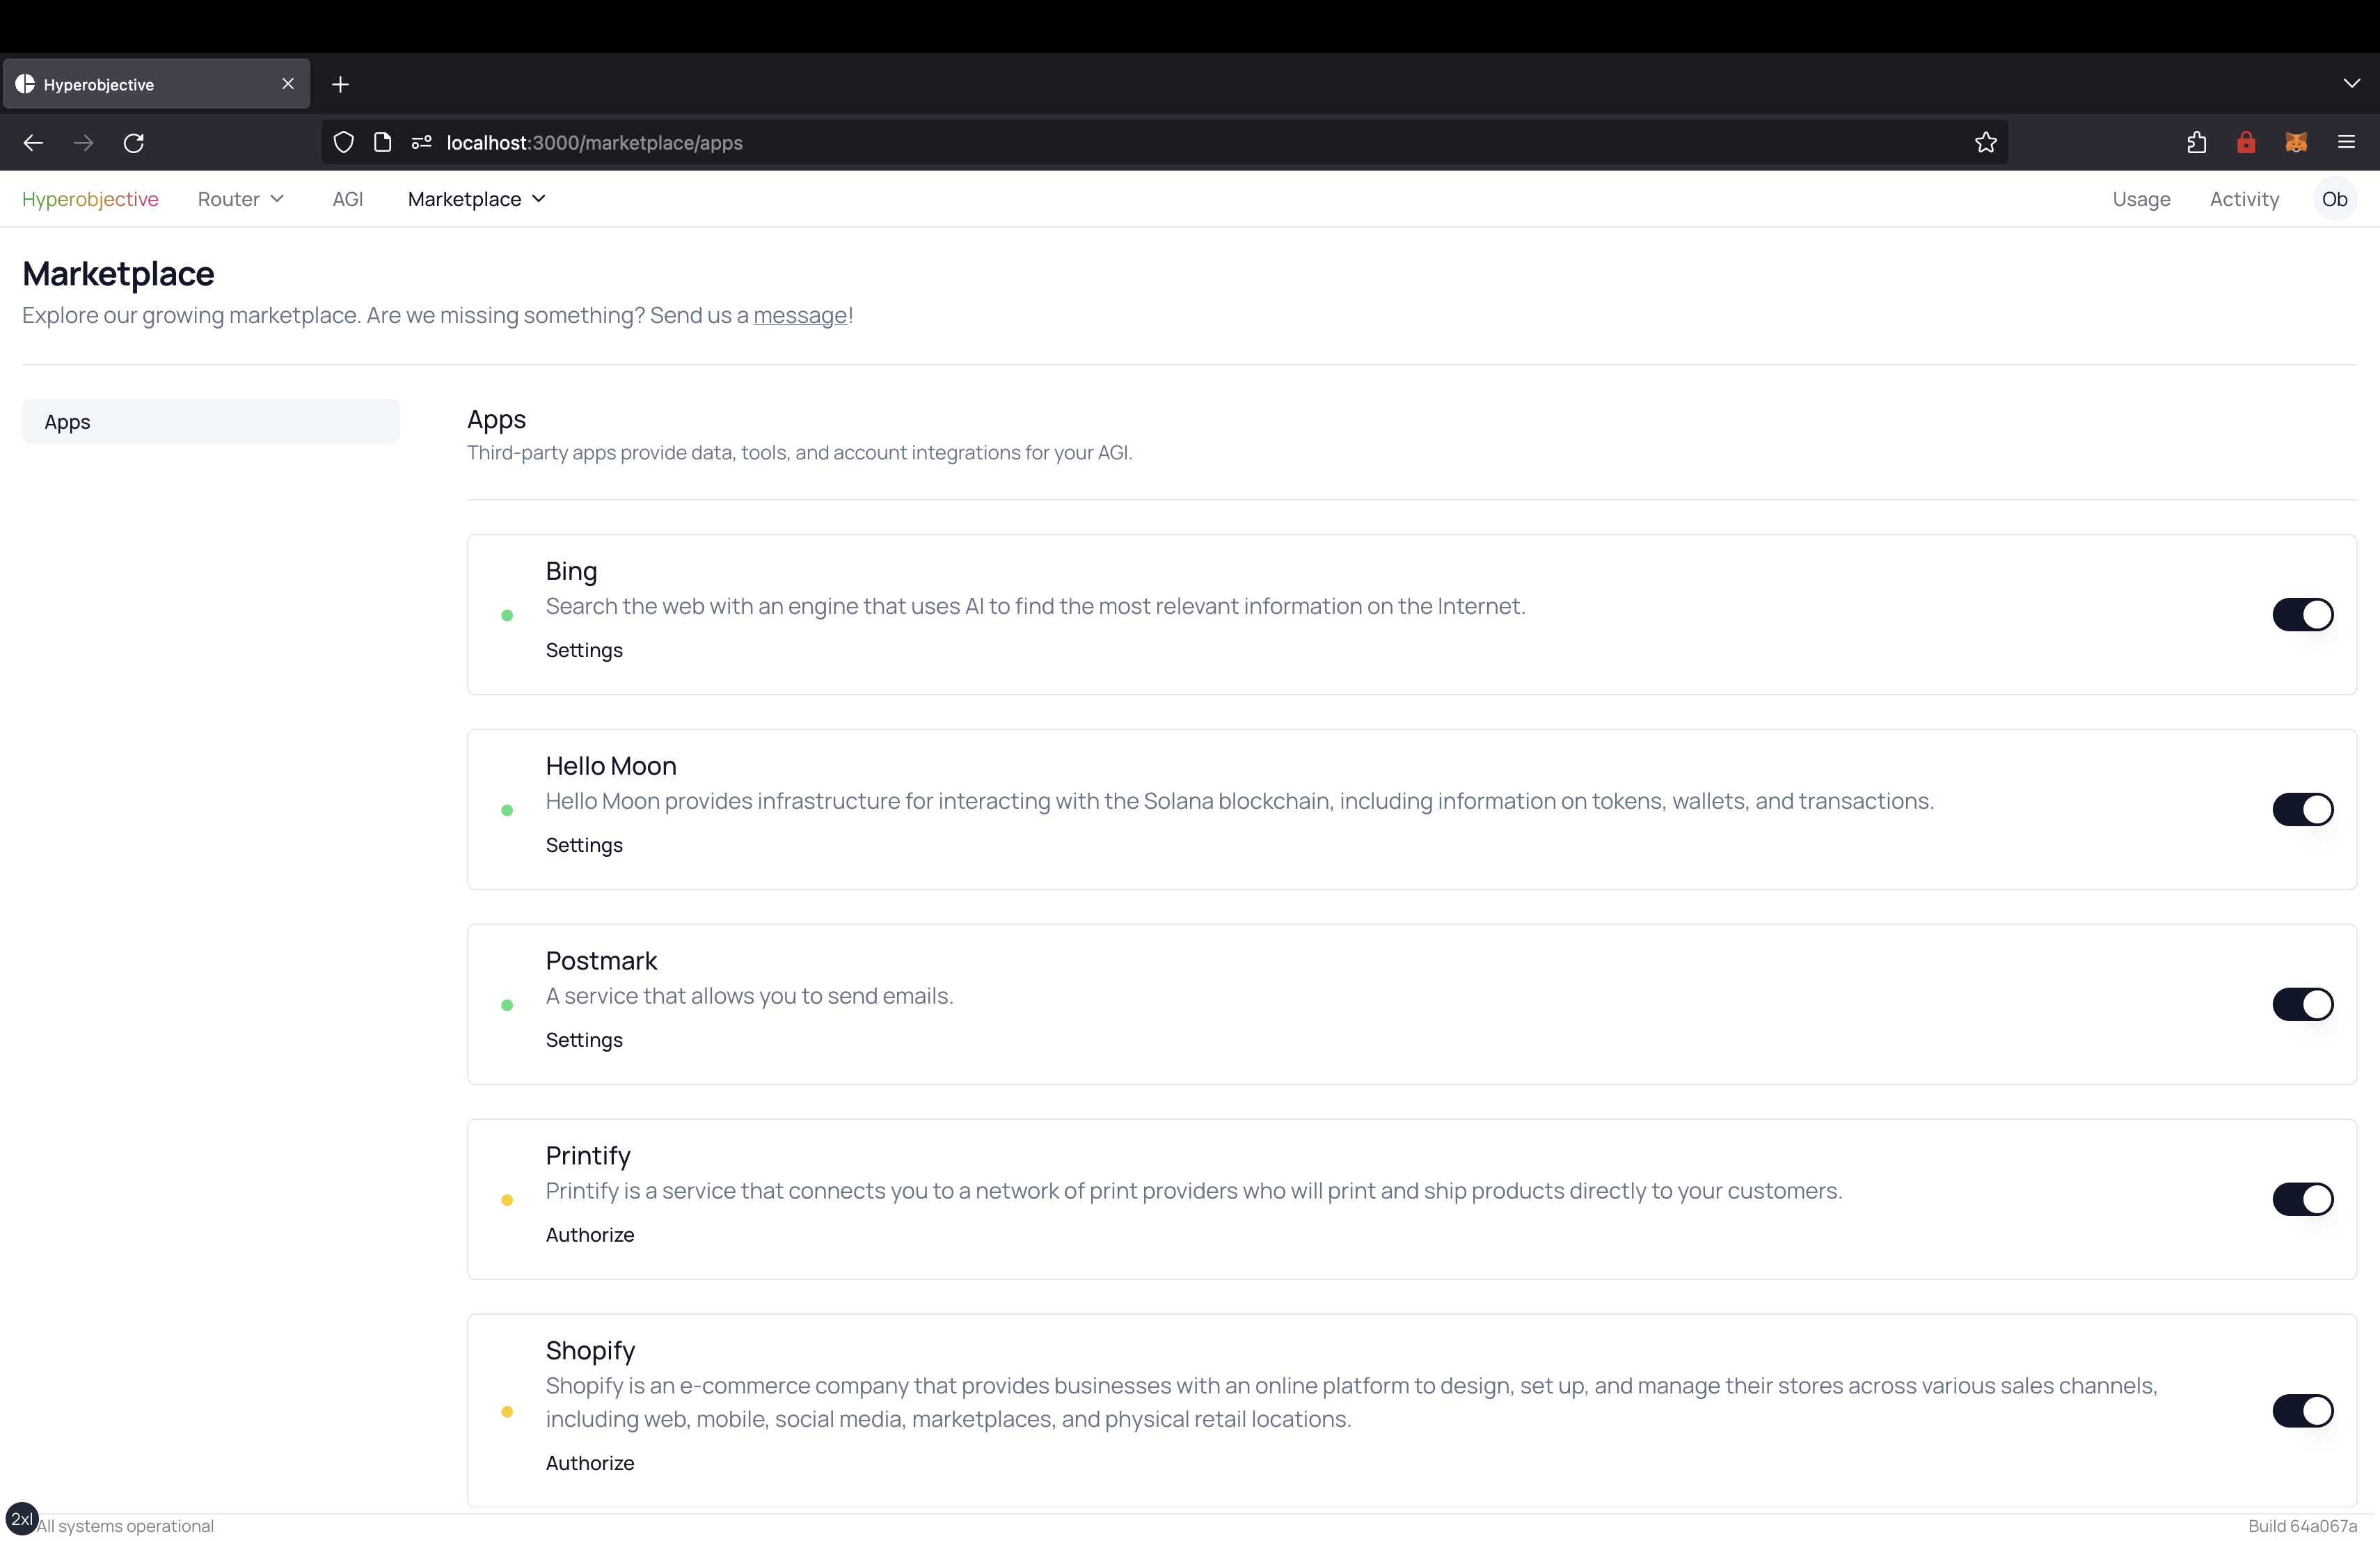 Hyperobjective
localhost:3000/marketplace/apps
Hyperobjective Router AGI Marketplace Usage Activity Ob
Marketplace
Explore our growing marketplace. Are we missing something? Send us a message!
Apps
Apps
Third-party apps provide data, tools, and account integrations for your AGI.
Bing
Search the web with an engine that uses AI to find the most relevant information on the Internet.
Settings
Hello Moon
Hello Moon provides infrastructure for interacting with the Solana blockchain, including information on tokens, wallets, and transactions.
Settings
Postmark
A service that allows you to send emails.
Settings
Printify
Printify is a service that connects you to a network of print providers who will print and ship products directly to your customers.
Authorize
Shopify
Shopify is an e-commerce company that provides businesses with an online platform to design, set up, and manage their stores across various sales channels,
including web, mobile, social media, marketplaces, and physical retail locations.
Authorize
2xl
All systems operational
Build 64a067a